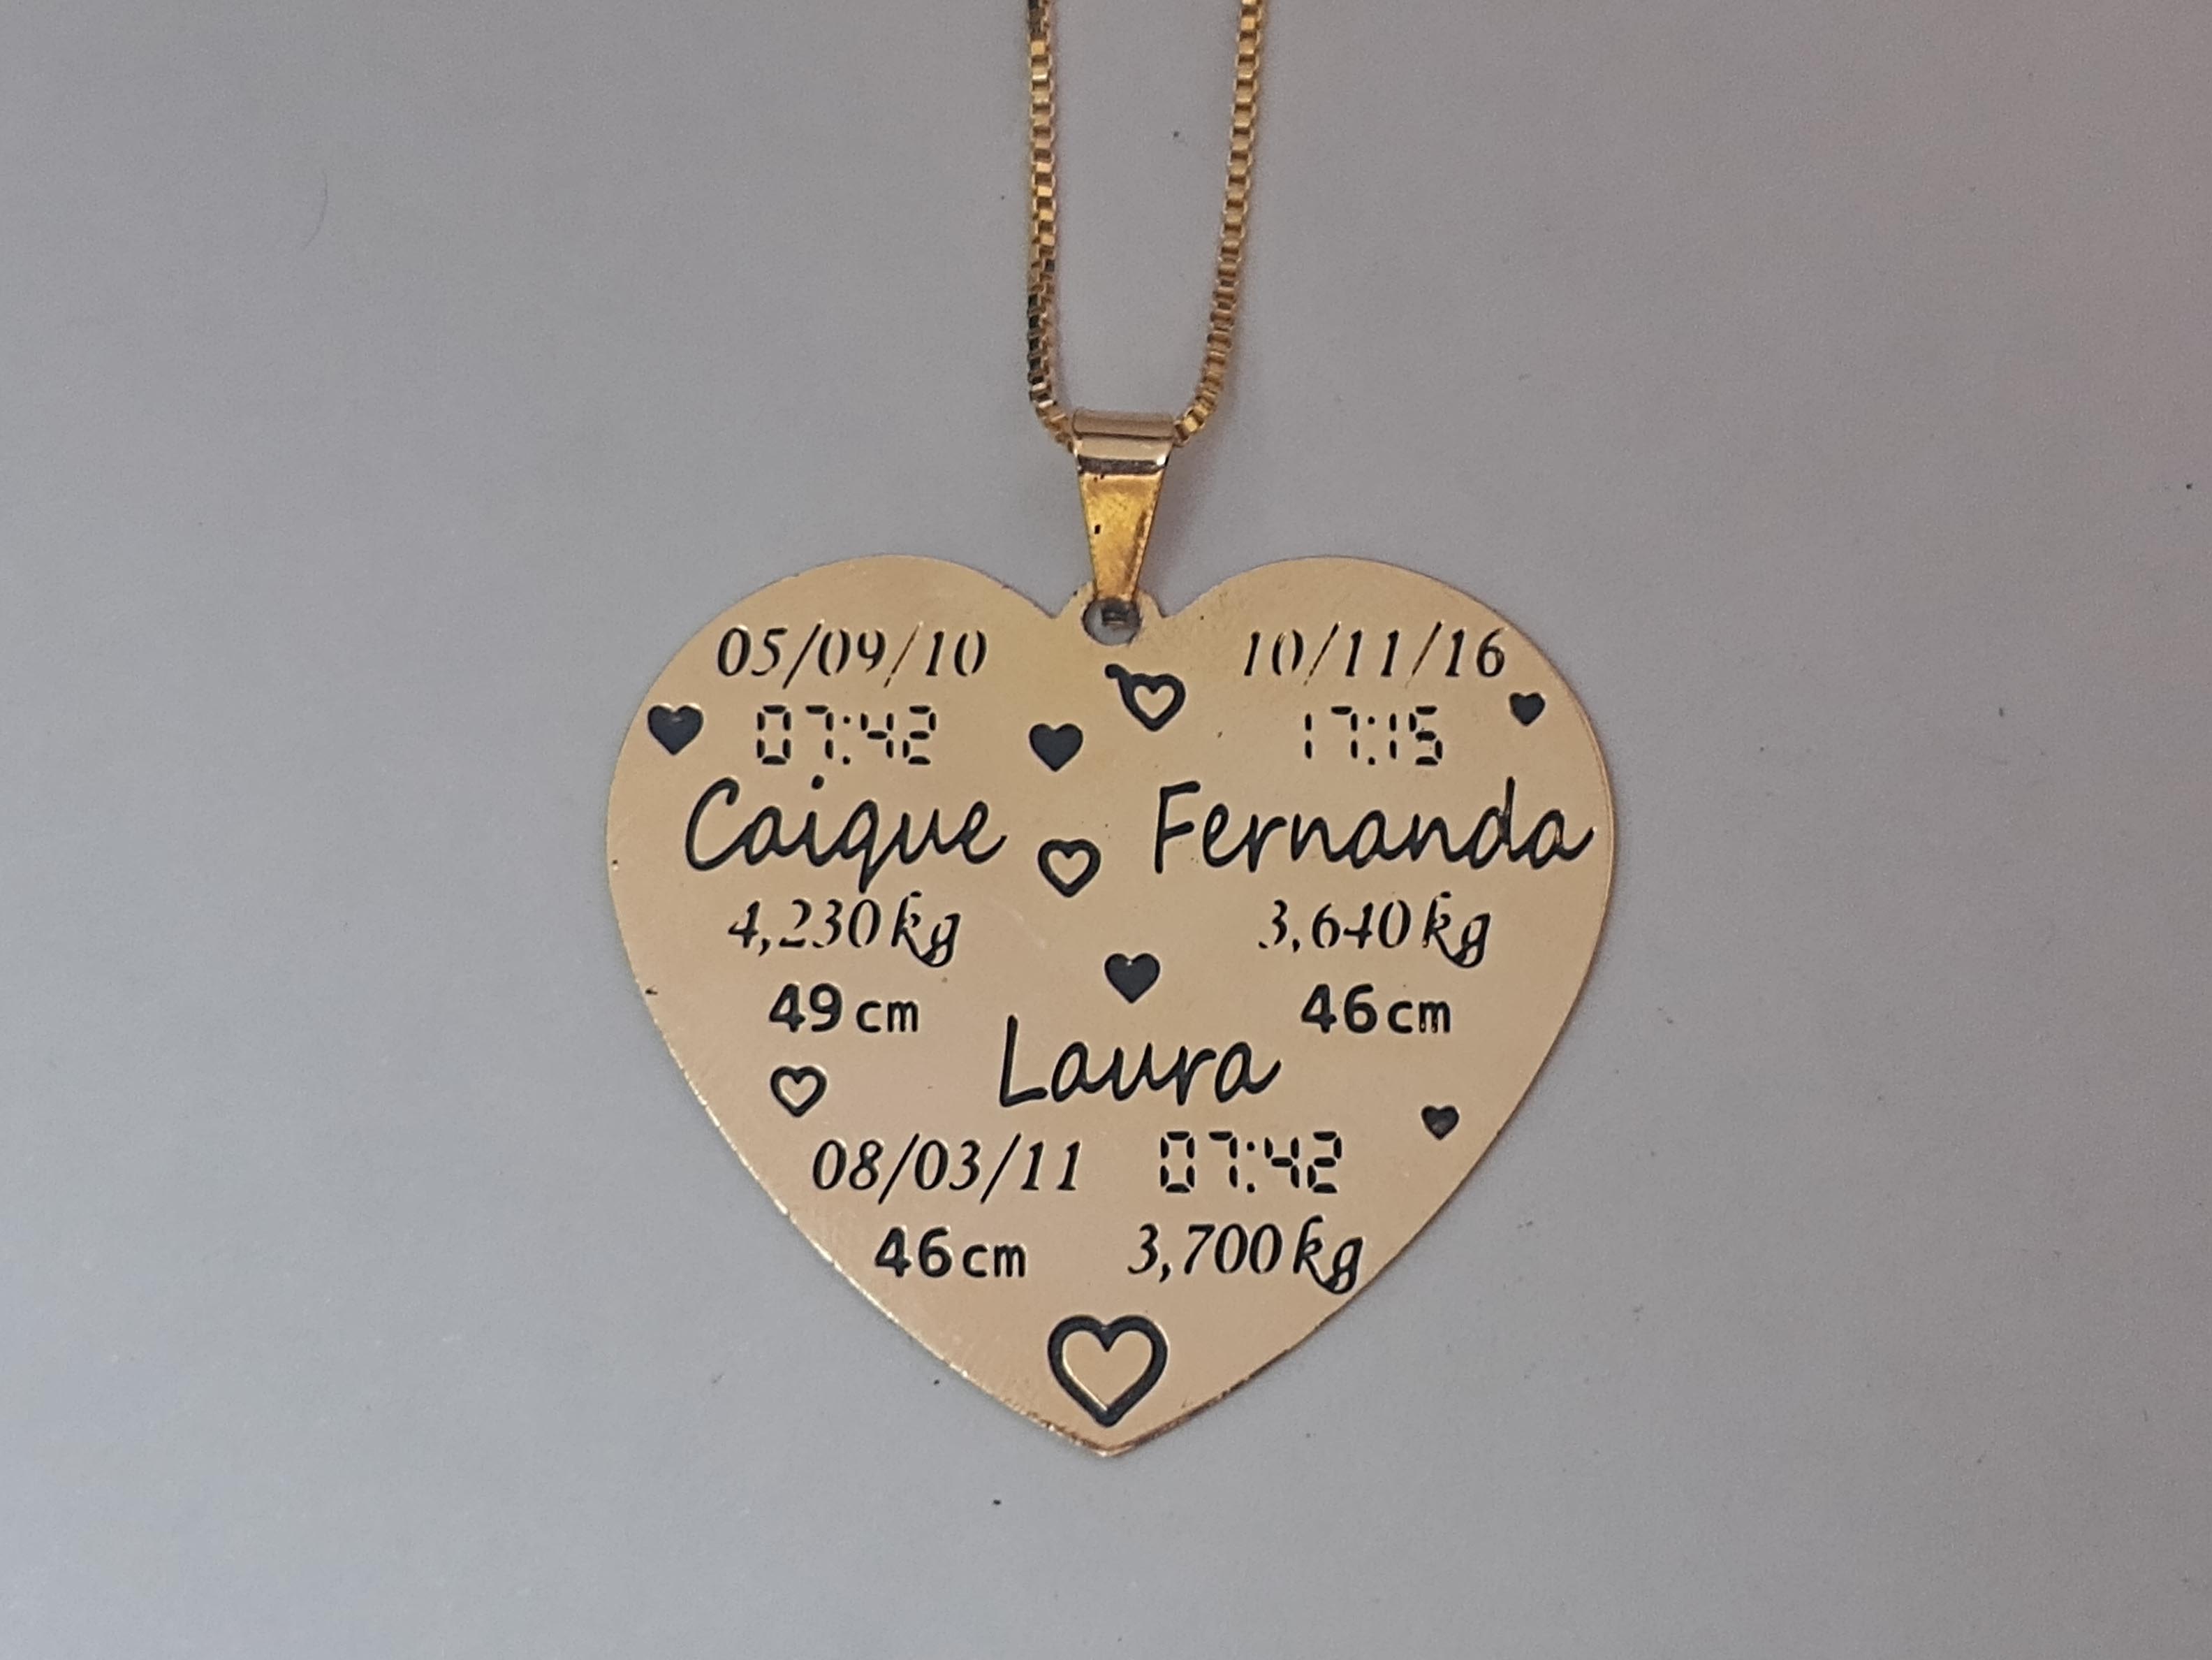 05/09/10
07:42
Caique
4,230kg
49cm
10/11/16
17:15
Fernanda
3,640kg
46cm
Laura
08/03/11 07:42
46cm 3,700kg